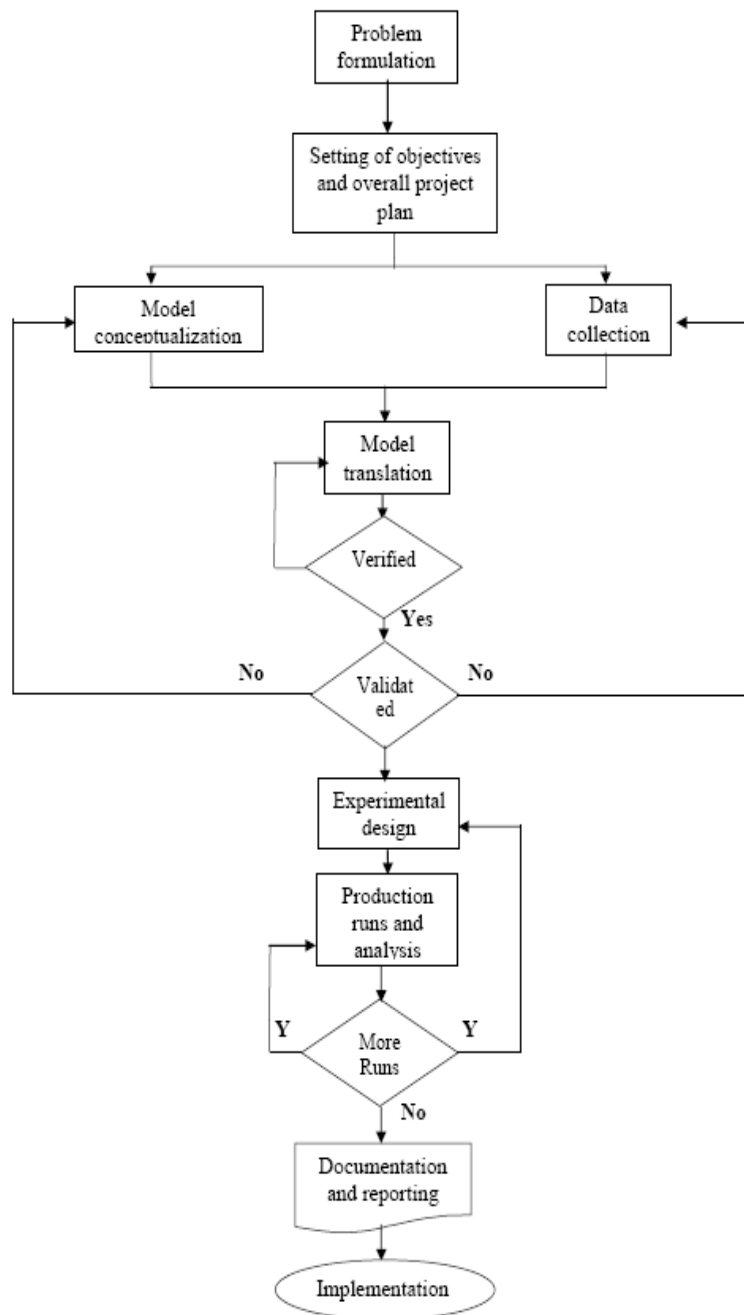 Problem
formulation
Setting of objectives
and overall project
plan
Model
conceptualization
Data
collection
Model
translation
Verified
Yes
No
No
Validat
ed
Experimental
design
Production
runs and
analysis
Y
Y
More
Runs
No
Documentation
and reporting
Implementation